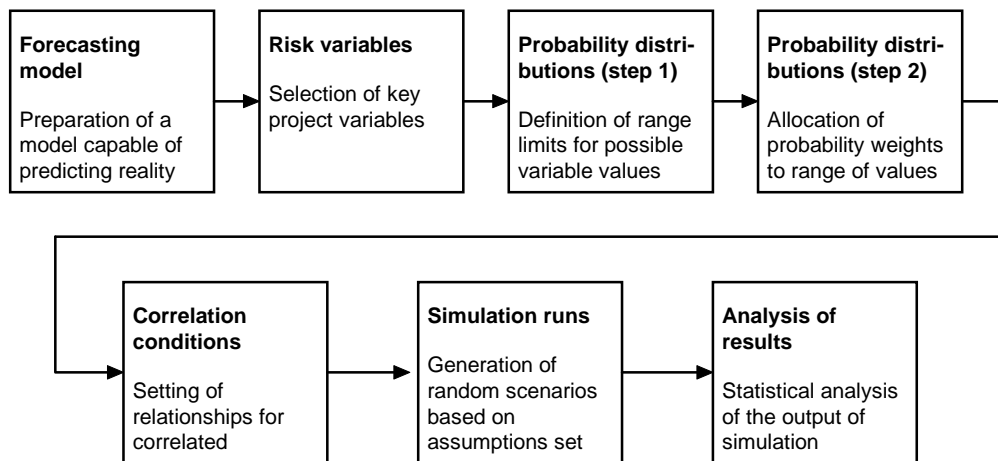 Forecasting
model
Preparation of a
model capable of
predicting reality
Risk variables
Selection of key
project variables
Probability distri-
butions (step 1)
Definition of range
limits for possible
variable values
Probability distri-
butions (step 2)
Allocation of
probability weights
to range of values
Correlation
conditions
Setting of
relationships for
correlated
Simulation runs
Generation of
random scenarios
based on
assumptions set
Analysis of
results
Statistical analysis
of the output of
simulation